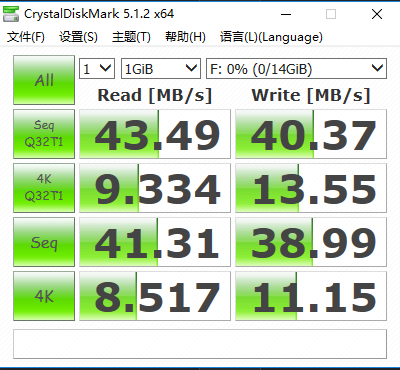 CrystalDiskMark 5.1.2 x64
文件(F) 设置(S) 主题(T) 帮助(H) 语言(L)(Language)
All 1 1GiB F: 0% (0/14GiB)
Read [MB/s] Write [MB/s]
Seq
Q32T1 43.49 40.37
4K
Q32T1 9.334 13.55
Seq 41.31 38.99
4K 8.517 11.15